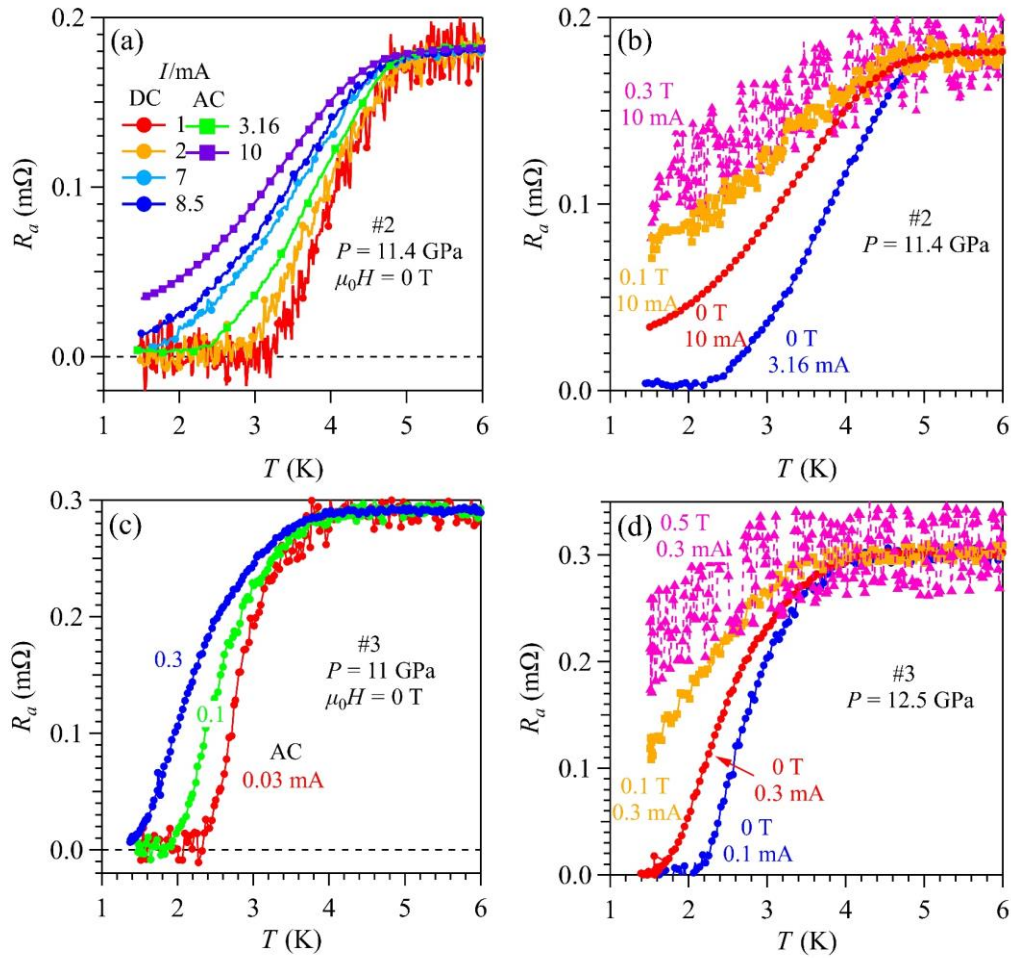 (a)
I/mA
DC AC
1 3.16
2 10
7
8.5
#2
P = 11.4 GPa
μ₀H = 0 T
Rₐ (mΩ)
0.2
0.1
0.0
1 2 3 4 5 6
T (K)
(b)
0.3 T
10 mA
0.1 T
10 mA
0 T
10 mA
0 T
3.16 mA
#2
P = 11.4 GPa
Rₐ (mΩ)
0.2
0.1
0.0
1 2 3 4 5 6
T (K)
(c)
0.3
0.1
AC
0.03 mA
#3
P = 11 GPa
μ₀H = 0 T
Rₐ (mΩ)
0.3
0.2
0.1
0.0
1 2 3 4 5 6
T (K)
(d)
0.5 T
0.3 mA
0.1 T
0.3 mA
0 T
0.3 mA
0 T
0.1 mA
#3
P = 12.5 GPa
Rₐ (mΩ)
0.3
0.2
0.1
0.0
1 2 3 4 5 6
T (K)